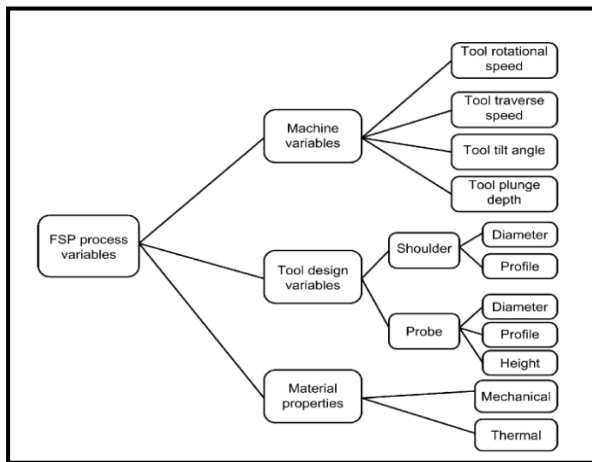 Tool rotational
speed
Tool traverse
speed
Machine
variables
Tool tilt angle
Tool plunge
depth
FSP process
variables
Tool design
variables
Shoulder
Diameter
Profile
Probe
Diameter
Profile
Height
Material
properties
Mechanical
Thermal